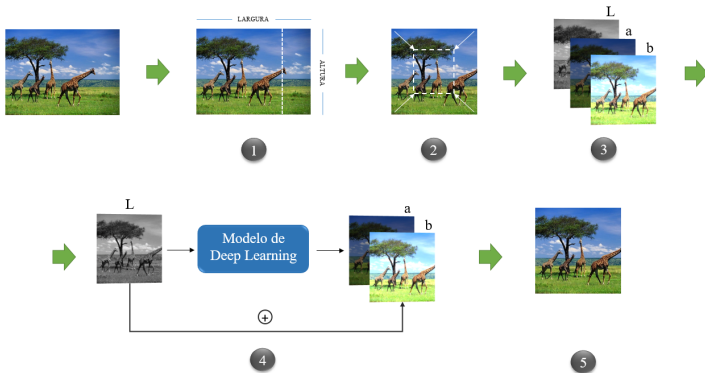 LARGURA
ALTURA
1
2
L
a
b
3
L
Modelo de
Deep Learning
a
b
+
4
5